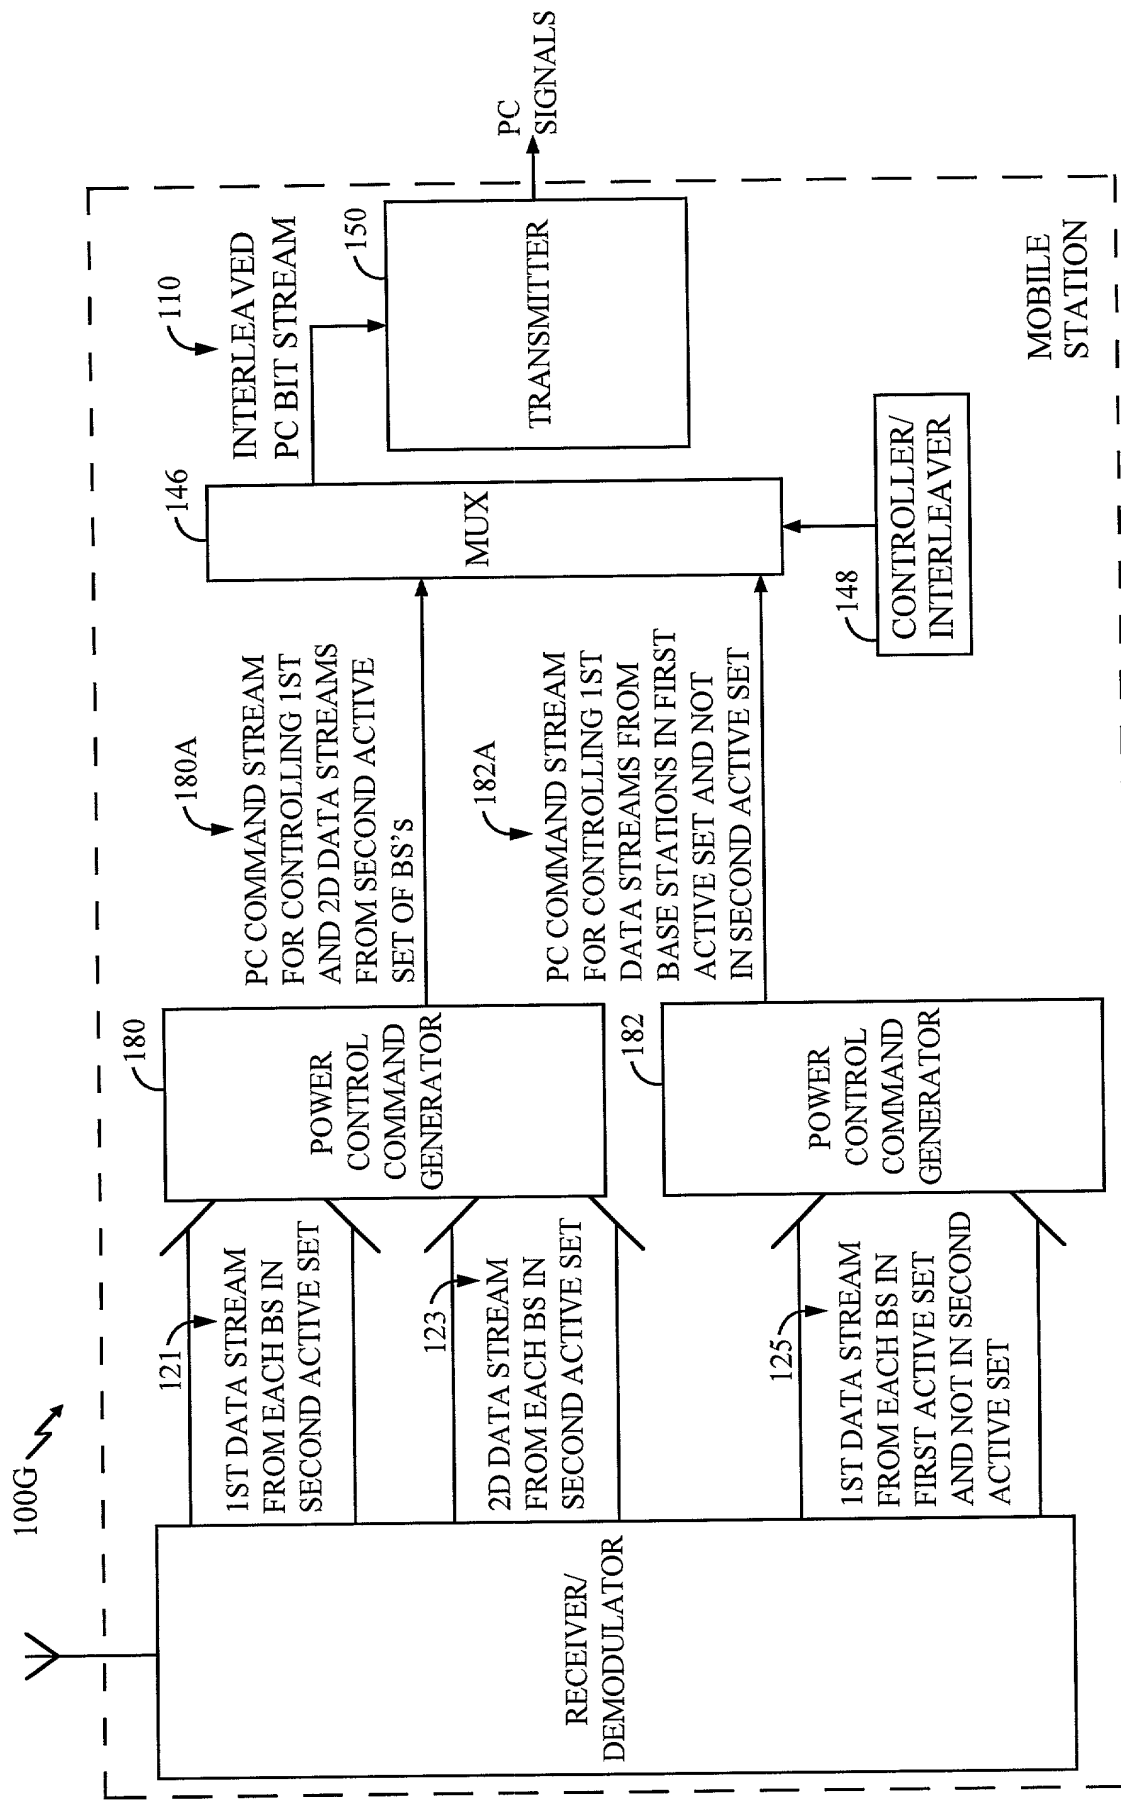 100G
RECEIVER/
DEMODULATOR
121
1ST DATA STREAM
FROM EACH BS IN
SECOND ACTIVE SET
123
2D DATA STREAM
FROM EACH BS IN
SECOND ACTIVE SET
125
1ST DATA STREAM
FROM EACH BS IN
FIRST ACTIVE SET
AND NOT IN SECOND
ACTIVE SET
180
POWER
CONTROL
COMMAND
GENERATOR
182
POWER
CONTROL
COMMAND
GENERATOR
180A
PC COMMAND STREAM
FOR CONTROLLING 1ST
AND 2D DATA STREAMS
FROM SECOND ACTIVE
SET OF BS'S
182A
PC COMMAND STREAM
FOR CONTROLLING 1ST
DATA STREAMS FROM
BASE STATIONS IN FIRST
ACTIVE SET AND NOT
IN SECOND ACTIVE SET
146
MUX
148
CONTROLLER/
INTERLEAVER
110
INTERLEAVED
PC BIT STREAM
150
TRANSMITTER
PC
SIGNALS
MOBILE
STATION